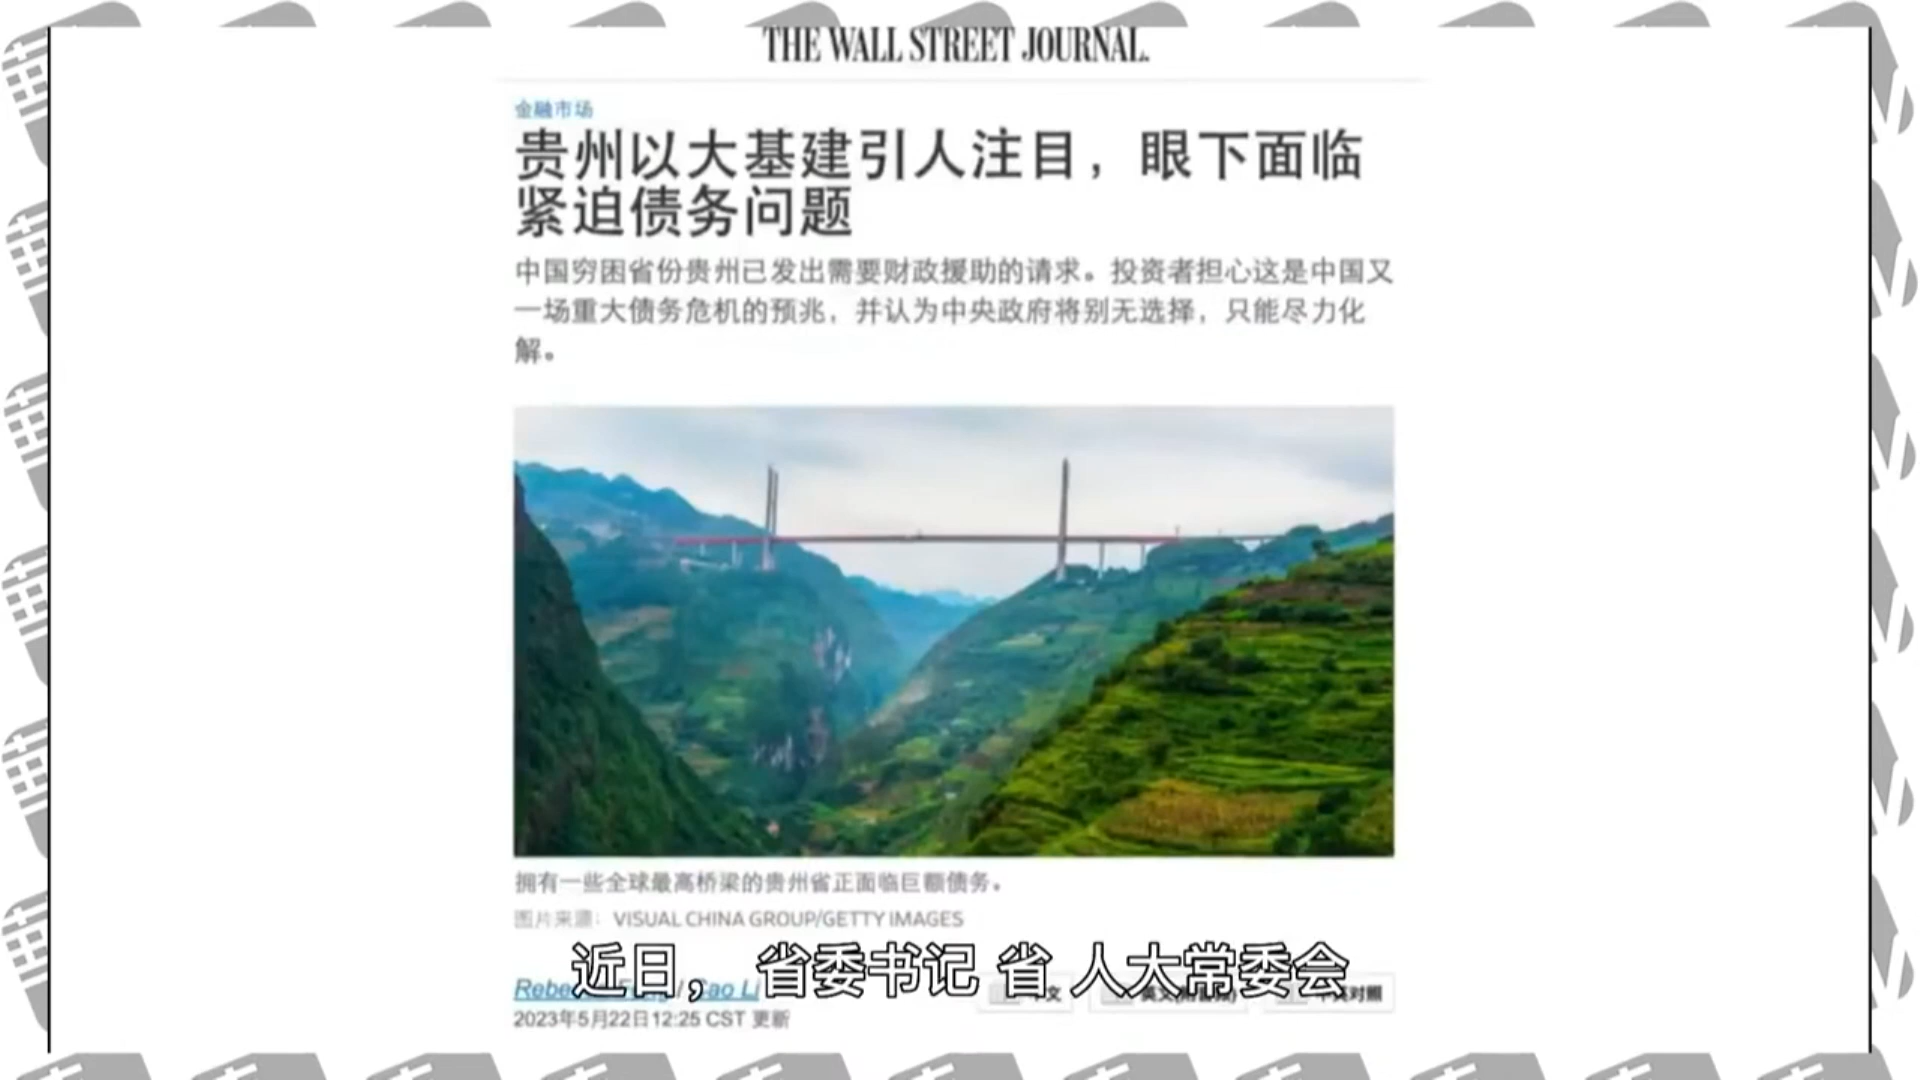 THE WALL STREET JOURNAL.
金融市场
贵州以大基建引人注目，眼下面临
紧迫债务问题
中国穷困省份贵州已发出需要财政援助的请求。投资者担心这是中国又
一场重大债务危机的预兆，并认为中央政府将别无选择，只能尽力化
解。
拥有一些全球最高桥梁的贵州省正面临巨额债务。
图片来源：VISUAL CHINA GROUP/GETTY IMAGES
近日， 省委书记 省 人大常委会
2023年5月22日12:25 CST 更新